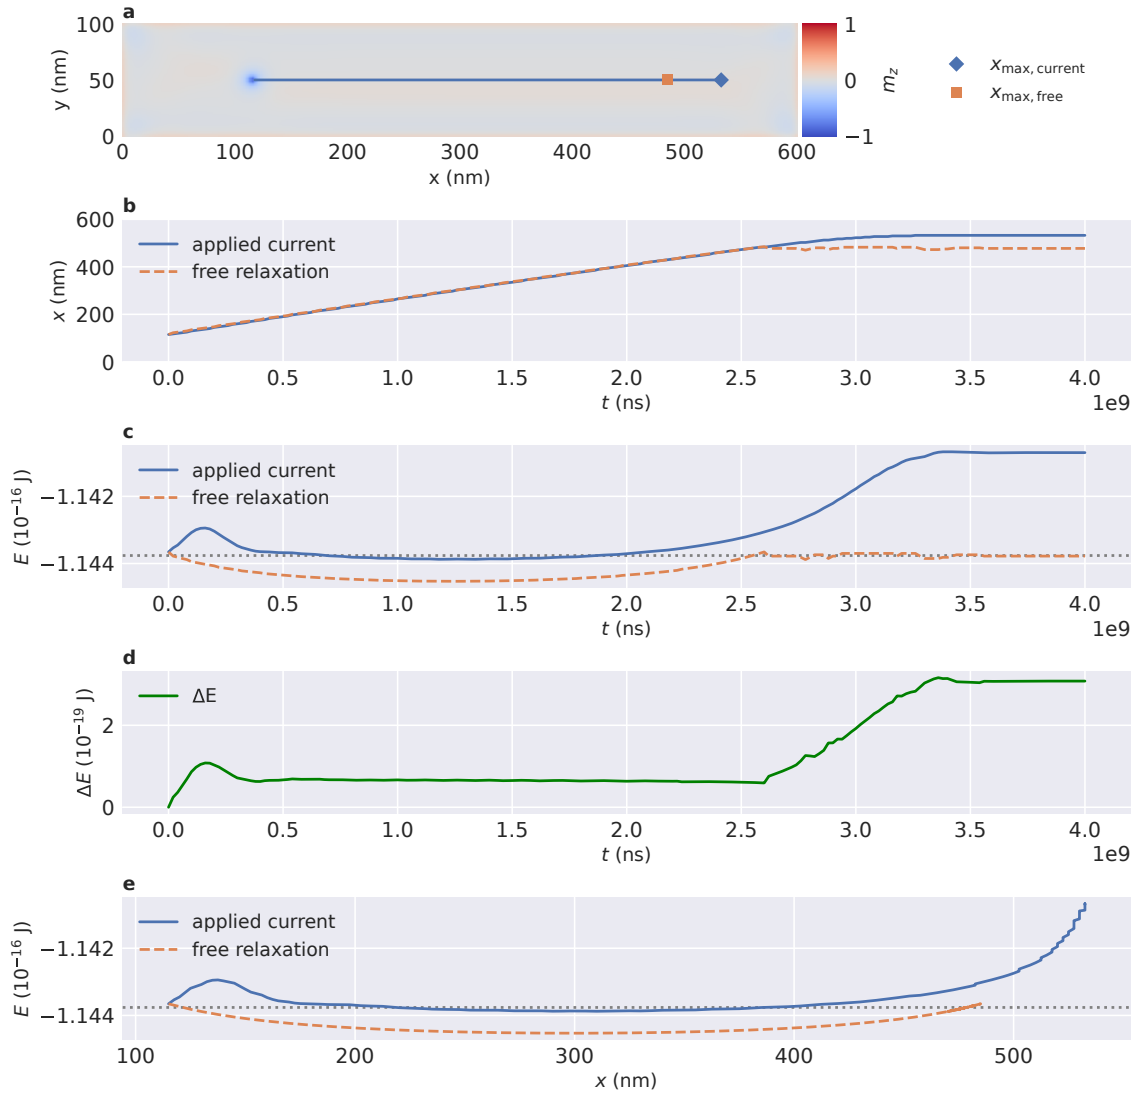 a
100
50
0
y (nm)
0 100 200 300 400 500 600
x (nm)
1
0
−1
m_z
x_max,current
x_max,free
b
600
400
200
0
x (nm)
applied current
free relaxation
0.0 0.5 1.0 1.5 2.0 2.5 3.0 3.5 4.0
t (ns)
1e9
c
−1.142
−1.144
E (10⁻¹⁶ J)
applied current
free relaxation
0.0 0.5 1.0 1.5 2.0 2.5 3.0 3.5 4.0
t (ns)
1e9
d
2
0
ΔE (10⁻¹⁹ J)
ΔE
0.0 0.5 1.0 1.5 2.0 2.5 3.0 3.5 4.0
t (ns)
1e9
e
−1.142
−1.144
E (10⁻¹⁶ J)
applied current
free relaxation
100 200 300 400 500
x (nm)